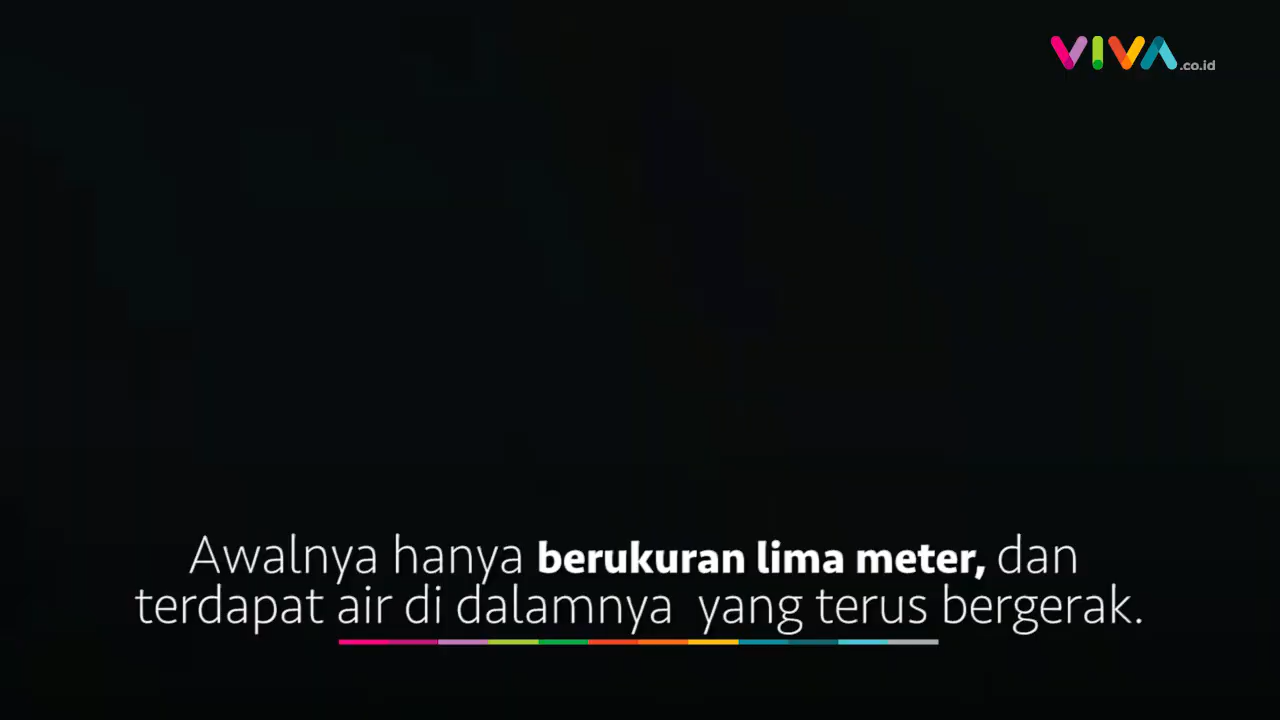 VIVA.co.id
Awalnya hanya berukuran lima meter, dan
terdapat air di dalamnya yang terus bergerak.